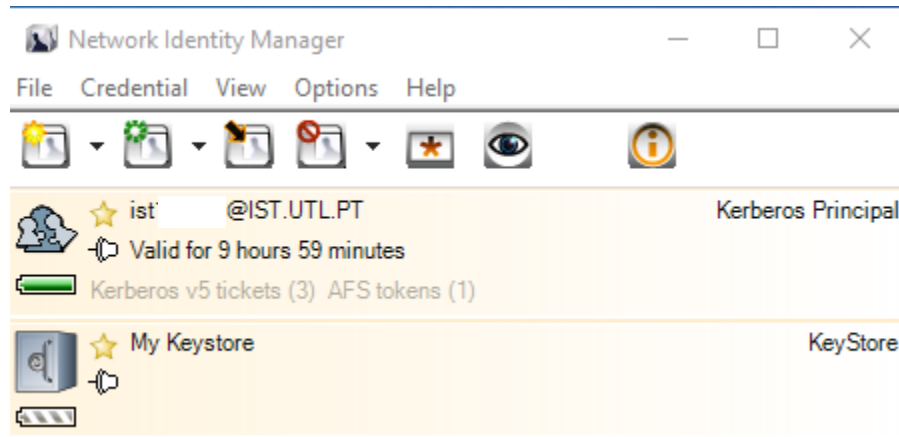 Network Identity Manager
File Credential View Options Help
ist @IST.UTL.PT Kerberos Principal
Valid for 9 hours 59 minutes
Kerberos v5 tickets (3) AFS tokens (1)
My Keystore KeyStore